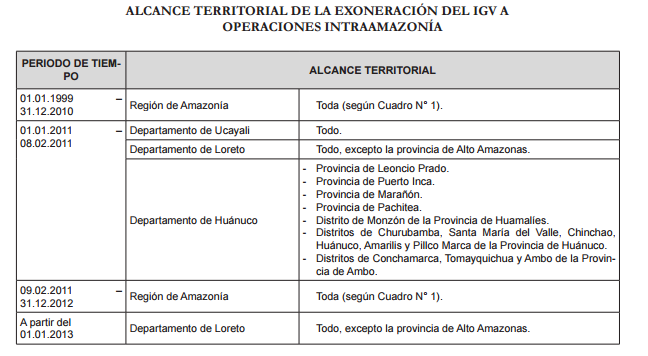 ALCANCE TERRITORIAL DE LA EXONERACIÓN DEL IGV A
OPERACIONES INTRAAMAZONÍA
PERIODO DE TIEM-
PO
ALCANCE TERRITORIAL
01.01.1999 –
31.12.2010
Región de Amazonía
Toda (según Cuadro N° 1).
01.01.2011 –
08.02.2011
Departamento de Ucayali
Todo.
Departamento de Loreto
Todo, excepto la provincia de Alto Amazonas.
Departamento de Huánuco
- Provincia de Leoncio Prado.
- Provincia de Puerto Inca.
- Provincia de Marañón.
- Provincia de Pachitea.
- Distrito de Monzón de la Provincia de Huamalíes.
- Distritos de Churubamba, Santa María del Valle, Chinchao,
Huánuco, Amarilis y Pillco Marca de la Provincia de Huánuco.
- Distritos de Conchamarca, Tomayquichua y Ambo de la Provin-
cia de Ambo.
09.02.2011 –
31.12.2012
Región de Amazonía
Toda (según Cuadro N° 1).
A partir del
01.01.2013
Departamento de Loreto
Todo, excepto la provincia de Alto Amazonas.